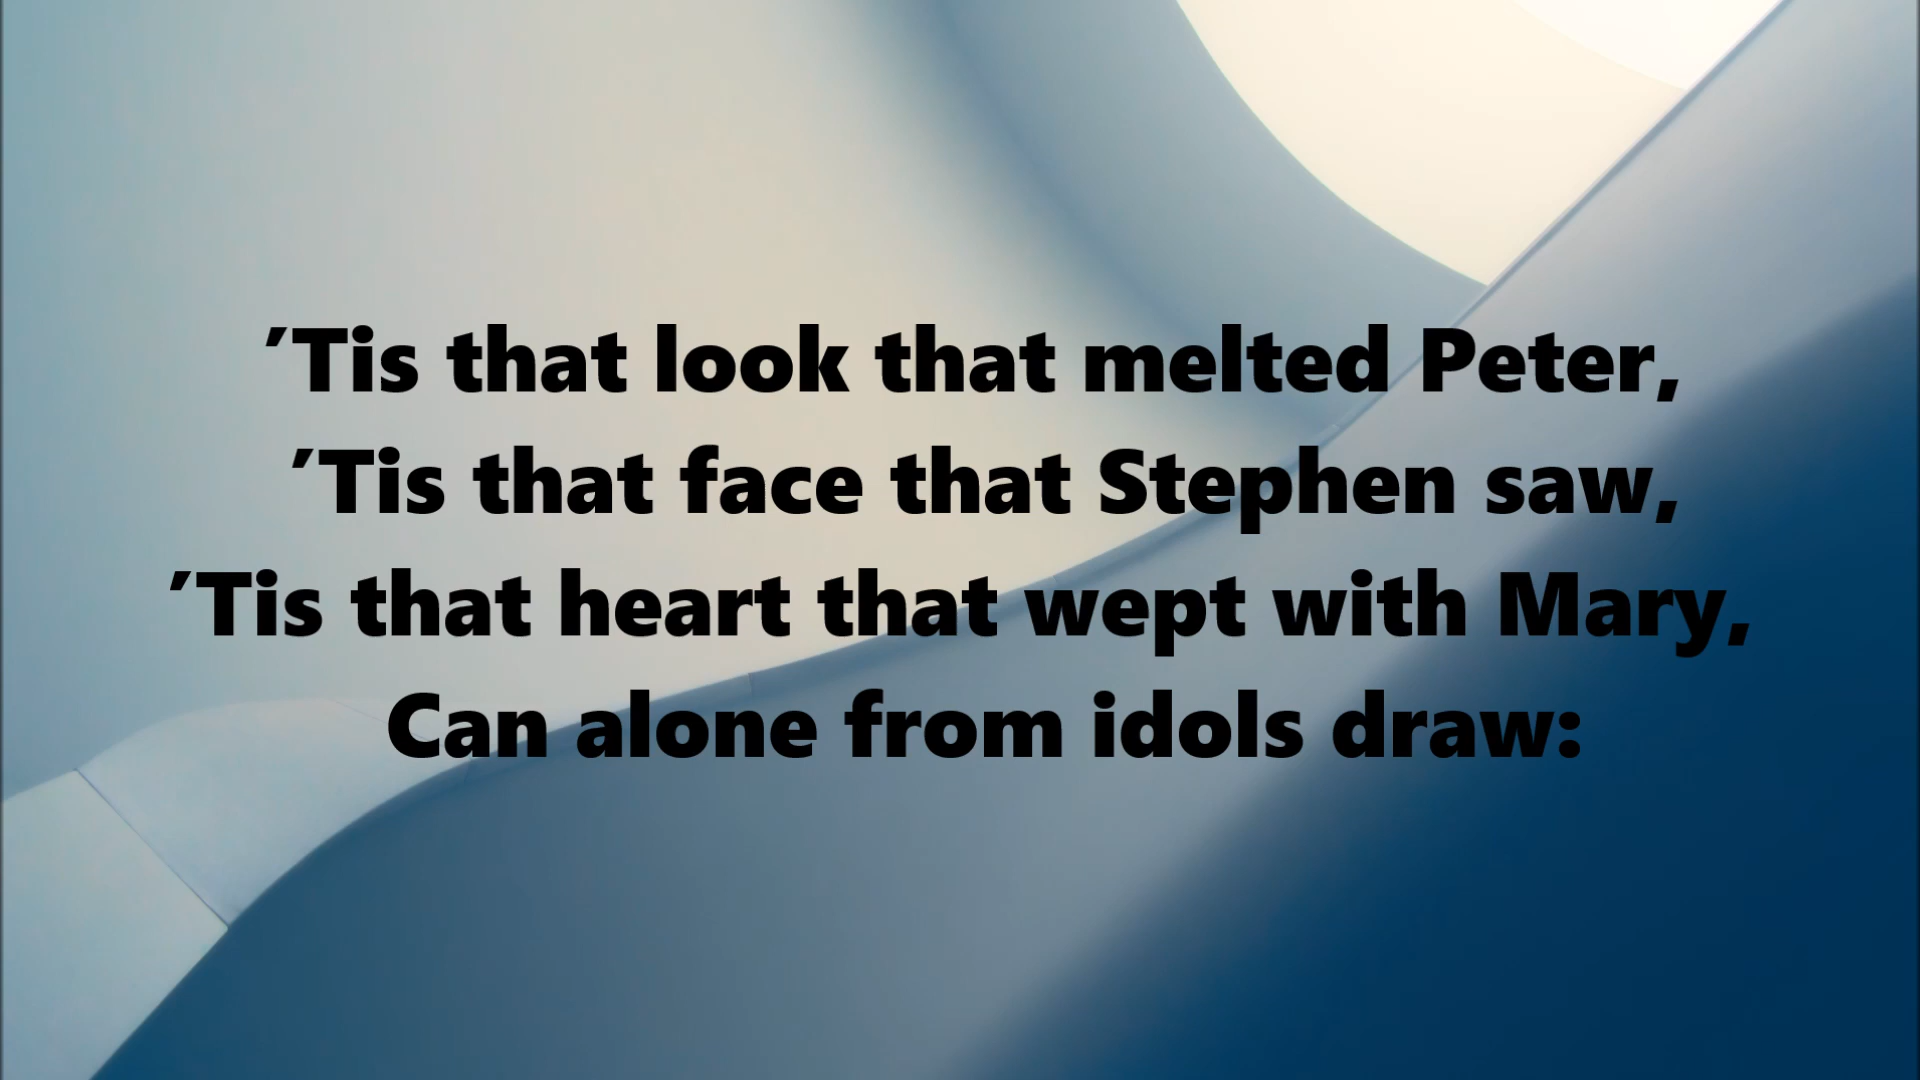 ′Tis that look that melted Peter,
′Tis that face that Stephen saw,
′Tis that heart that wept with Mary,
Can alone from idols draw: